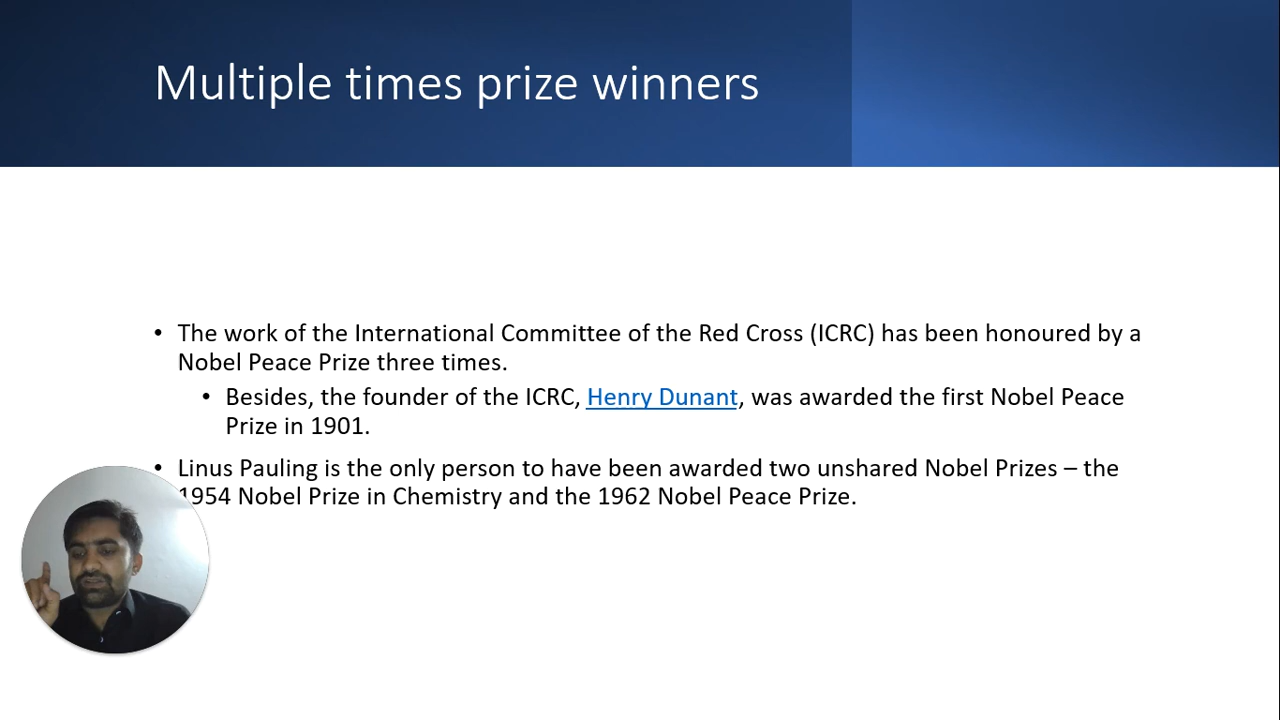 Multiple times prize winners
• The work of the International Committee of the Red Cross (ICRC) has been honoured by a
Nobel Peace Prize three times.
• Besides, the founder of the ICRC, Henry Dunant, was awarded the first Nobel Peace
Prize in 1901.
• Linus Pauling is the only person to have been awarded two unshared Nobel Prizes – the
1954 Nobel Prize in Chemistry and the 1962 Nobel Peace Prize.